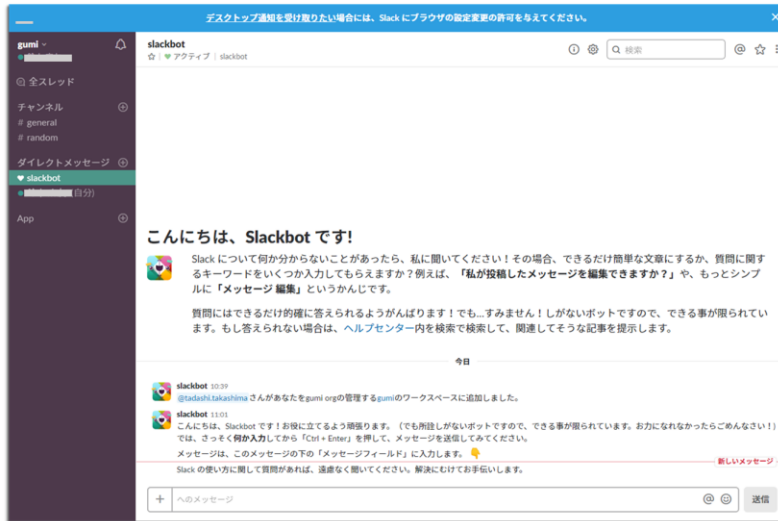 デスクトップ通知を受け取りたい場合には、Slack にブラウザの設定変更の許可を与えてください。
gumi
全スレッド
チャンネル
# general
# random
ダイレクトメッセージ
slackbot
(自分)
App
slackbot
アクティブ | slackbot
検索
こんにちは、Slackbot です!
Slack について何か分からないことがあったら、私に聞いてください！その場合、できるだけ簡単な文章にするか、質問に関す
るキーワードをいくつか入力してもらえますか？例えば、「私が投稿したメッセージを編集できますか？」や、もっとシンプ
ルに「メッセージ 編集」というかんじです。
質問にはできるだけ的確に答えられるようがんばります！でも...すみません！しがないボットですので、できる事が限られてい
ます。もし答えられない場合は、ヘルプセンター内を検索で検索して、関連してそうな記事を提示します。
今日
slackbot 10:39
@tadashi.takashima さんがあなたをgumi orgの管理するgumiのワークスペースに追加しました。
slackbot 11:01
こんにちは、Slackbot です！お役に立てるよう頑張ります。（でも所詮しがないボットですので、できる事が限られています。お力になれなかったらごめんなさい！）
では、さっそく何か入力してから「Ctrl + Enter」を押して、メッセージを送信してみてください。
メッセージは、このメッセージの下の「メッセージフィールド」に入力します。 👇
新しいメッセージ
Slack の使い方に関して質問があれば、遠慮なく聞いてください。解決にむけてお手伝いします。
へのメッセージ
送信